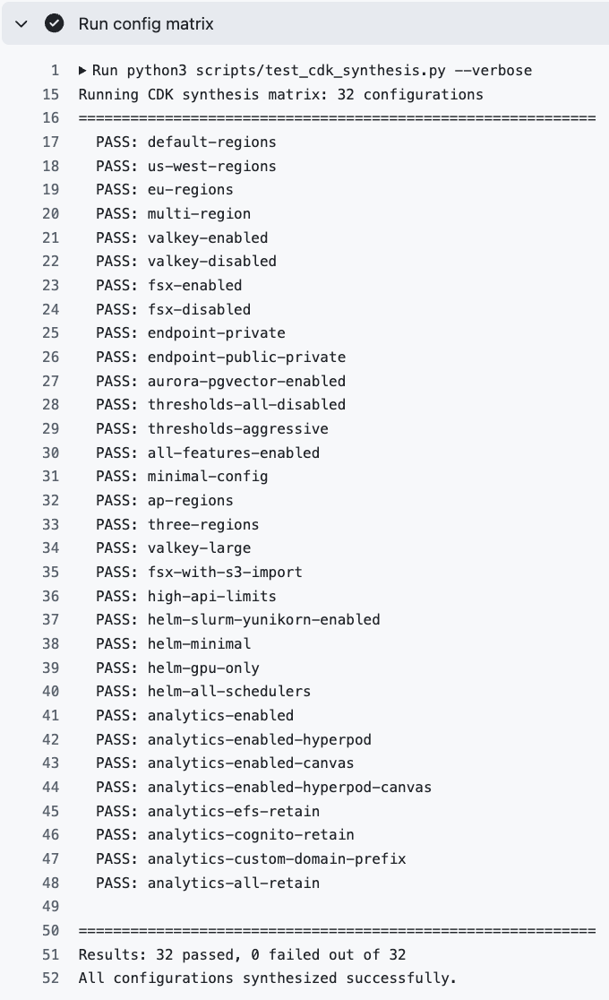 Run config matrix
1 Run python3 scripts/test_cdk_synthesis.py --verbose
15 Running CDK synthesis matrix: 32 configurations
16 ============================================================
17 PASS: default-regions
18 PASS: us-west-regions
19 PASS: eu-regions
20 PASS: multi-region
21 PASS: valkey-enabled
22 PASS: valkey-disabled
23 PASS: fsx-enabled
24 PASS: fsx-disabled
25 PASS: endpoint-private
26 PASS: endpoint-public-private
27 PASS: aurora-pgvector-enabled
28 PASS: thresholds-all-disabled
29 PASS: thresholds-aggressive
30 PASS: all-features-enabled
31 PASS: minimal-config
32 PASS: ap-regions
33 PASS: three-regions
34 PASS: valkey-large
35 PASS: fsx-with-s3-import
36 PASS: high-api-limits
37 PASS: helm-slurm-yunikorn-enabled
38 PASS: helm-minimal
39 PASS: helm-gpu-only
40 PASS: helm-all-schedulers
41 PASS: analytics-enabled
42 PASS: analytics-enabled-hyperpod
43 PASS: analytics-enabled-canvas
44 PASS: analytics-enabled-hyperpod-canvas
45 PASS: analytics-efs-retain
46 PASS: analytics-cognito-retain
47 PASS: analytics-custom-domain-prefix
48 PASS: analytics-all-retain
49
50 ============================================================
51 Results: 32 passed, 0 failed out of 32
52 All configurations synthesized successfully.